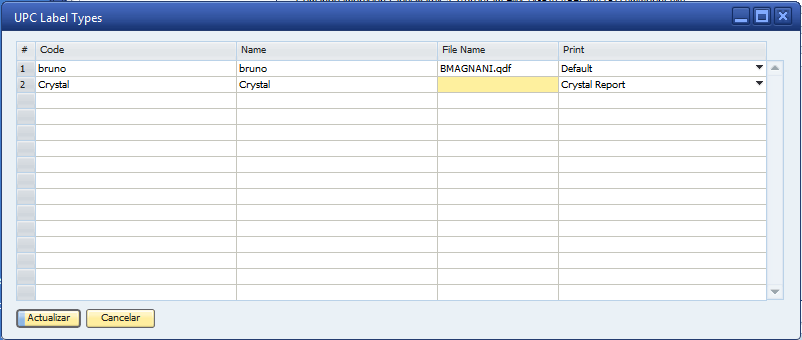 UPC Label Types
# Code Name File Name Print
1 bruno bruno BMAGNANI.qdf Default
2 Crystal Crystal Crystal Report
Actualizar Cancelar